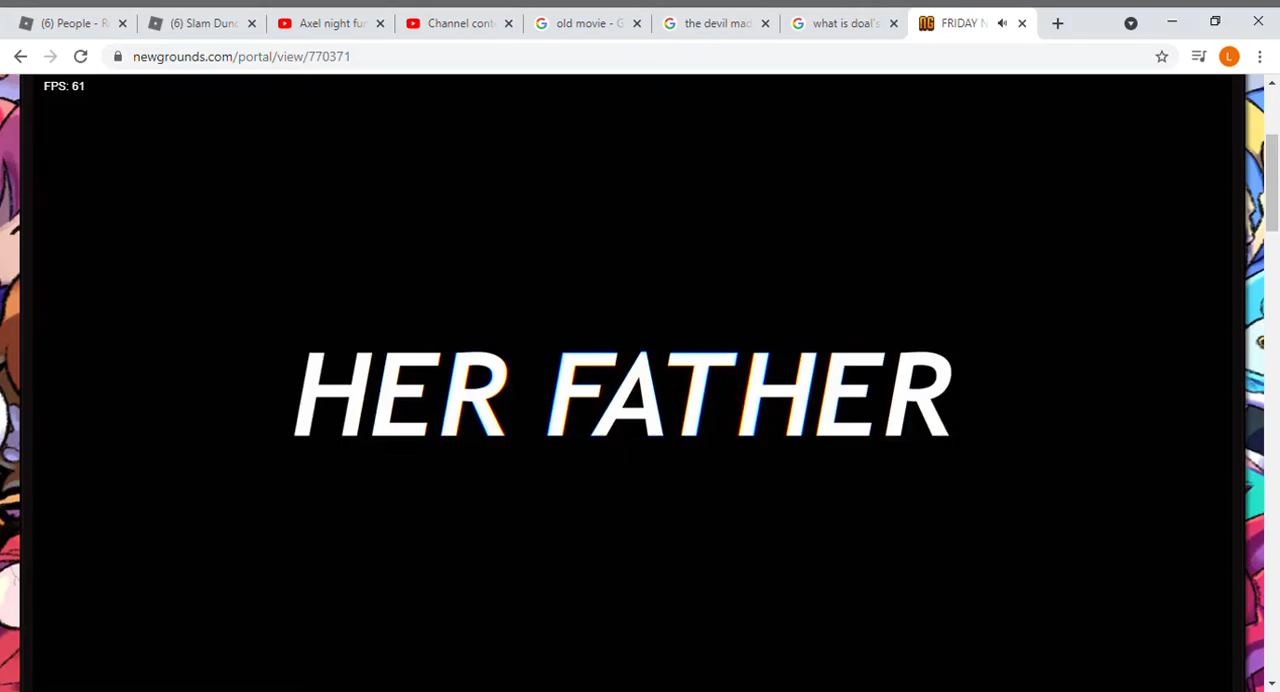 (6) People - R
(6) Slam Dunc
Axel night fur
Channel cont
old movie - G
the devil mad
what is doal's
FRIDAY N
newgrounds.com/portal/view/770371
L
FPS: 61
HER FATHER